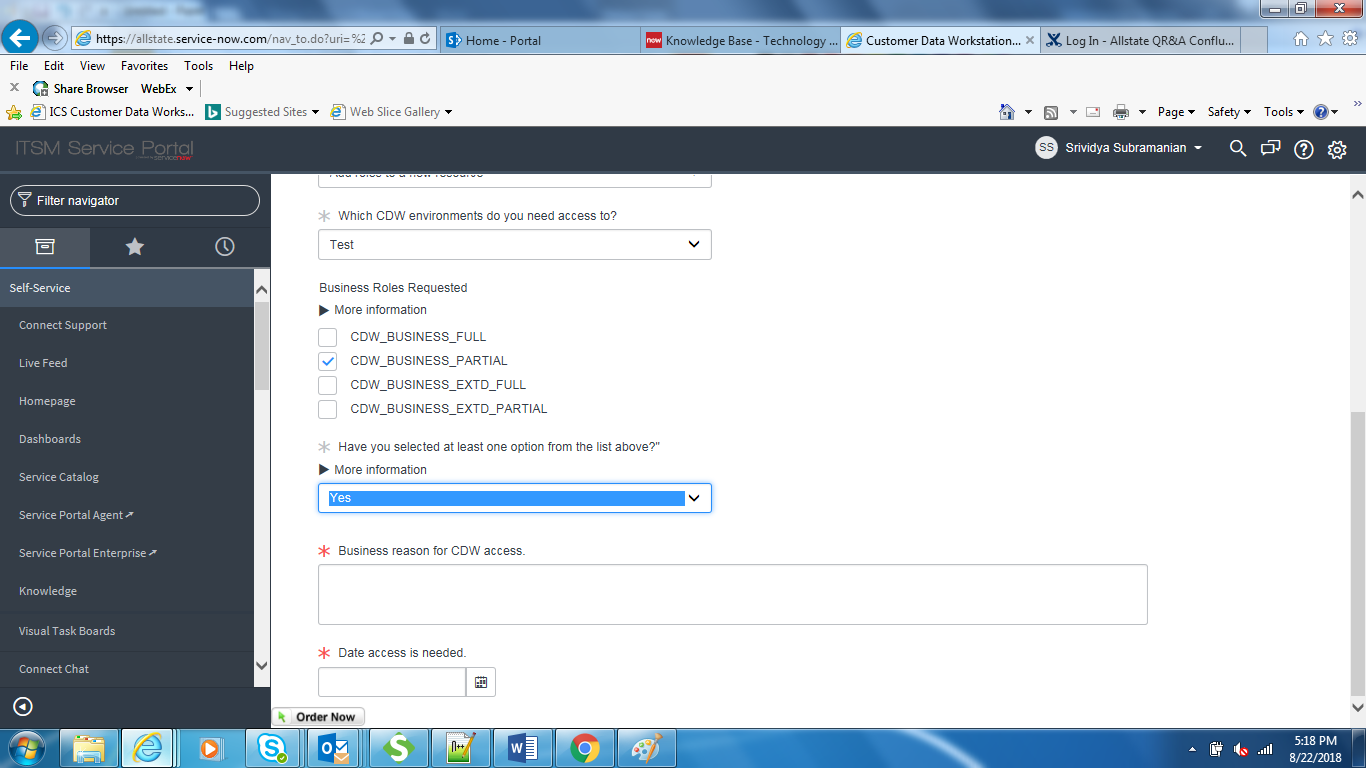 https://allstate.service-now.com/nav_to.do?uri=%2
Home - Portal
Knowledge Base - Technology ...
Customer Data Workstation...
Log In - Allstate QR&A Conflu...
File Edit View Favorites Tools Help
Share Browser WebEx
ICS Customer Data Works...
Suggested Sites
Web Slice Gallery
Page Safety Tools
ITSM Service Portal
servicenow
SS Srividya Subramanian
Filter navigator
Self-Service
Connect Support
Live Feed
Homepage
Dashboards
Service Catalog
Service Portal Agent
Service Portal Enterprise
Knowledge
Visual Task Boards
Connect Chat
Add roles to a new resource
Which CDW environments do you need access to?
Test
Business Roles Requested
More information
CDW_BUSINESS_FULL
CDW_BUSINESS_PARTIAL
CDW_BUSINESS_EXTD_FULL
CDW_BUSINESS_EXTD_PARTIAL
Have you selected at least one option from the list above?"
More information
Yes
Business reason for CDW access.
Date access is needed.
Order Now
5:18 PM
8/22/2018